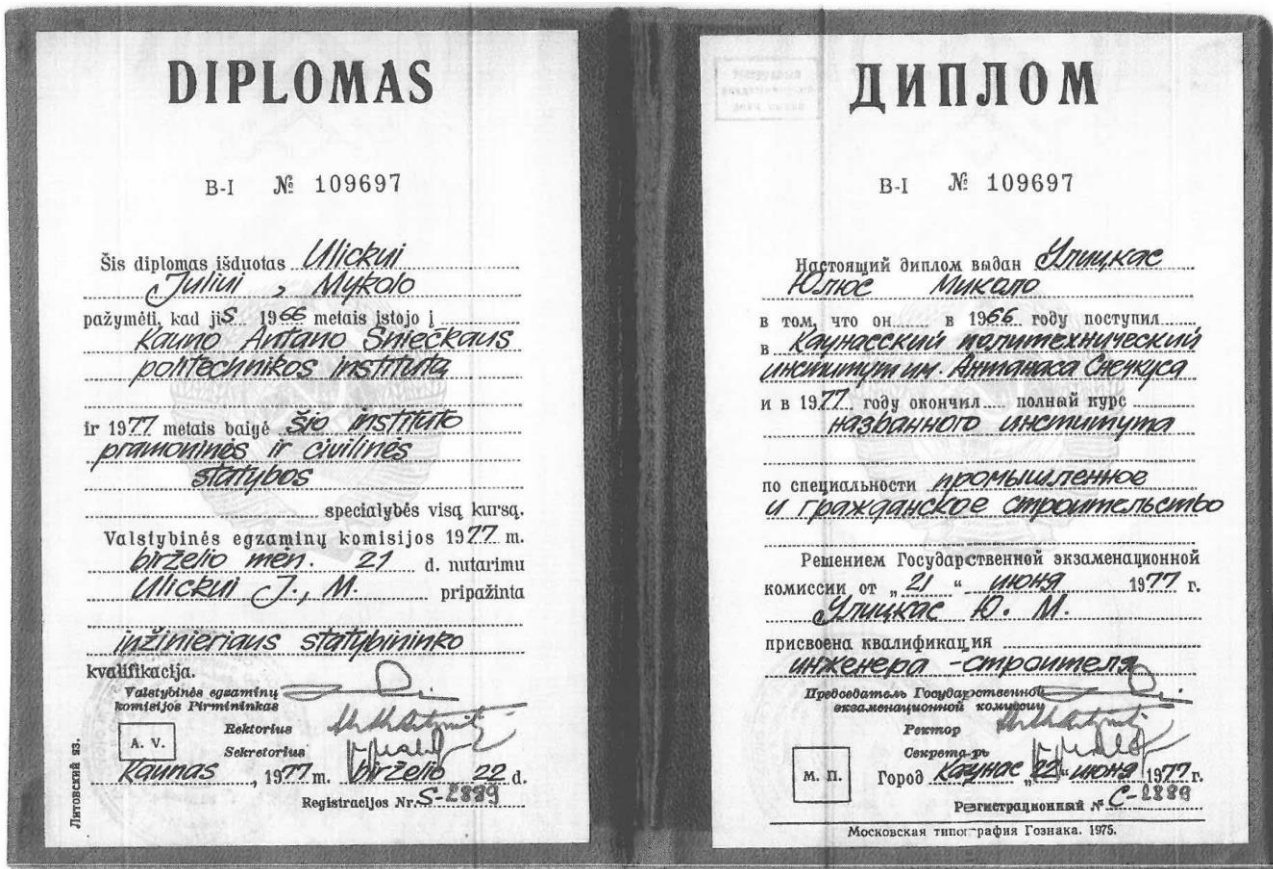 DIPLOMAS
B-I № 109697
Šis diplomas išduotas Ulickui
Juliui, Mykolo
pažymėti, kad jis 1966 metais įstojo į
Kauno Antano Sniečkaus
politechnikos institutą
ir 1977 metais baigė šio instituto
pramoninės ir civilinės
statybos
specialybės visą kursą.
Valstybinės egzaminų komisijos 1977 m.
birželio mėn. 21 d. nutarimu
Ulickui J., M. pripažinta
inžinieriaus statybininko
kvalifikacija.
Valstybinės egzaminų
komisijos Pirmininkas
Rektorius
A. V.
Sekretorius
Kaunas, 1977 m. birželio 22 d.
Registracijos Nr. S-2889
Литовский яз.
ДИПЛОМ
B-I № 109697
Настоящий диплом выдан Улицкас
Юлюс Микало
в том, что он в 1966 году поступил
в Каунасский политехнический
институт им. Антанаса Снечкуса
и в 1977 году окончил полный курс
названного института
по специальности промышленное
и гражданское строительство
Решением Государственной экзаменационной
комиссии от „21“ июня 1977 г.
Улицкас Ю. М.
присвоена квалификация
инженера-строителя
Председатель Государственной
экзаменационной комиссии
Ректор
Секретарь
М. П.
Город Каунас „22“ июня 1977 г.
Регистрационный № С-2889
Московская типография Гознака. 1975.